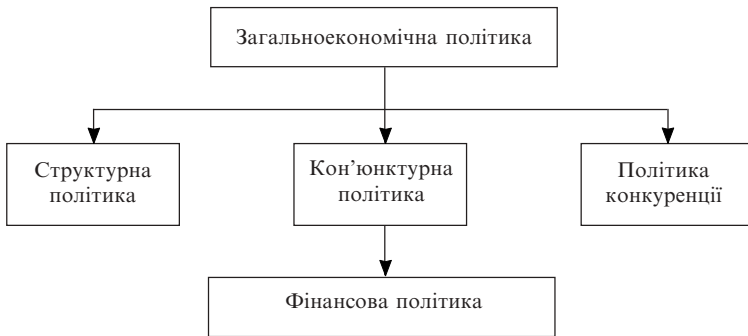 Загальноекономічна політика
Структурна
політика
Кон’юнктурна
політика
Політика
конкуренції
Фінансова політика